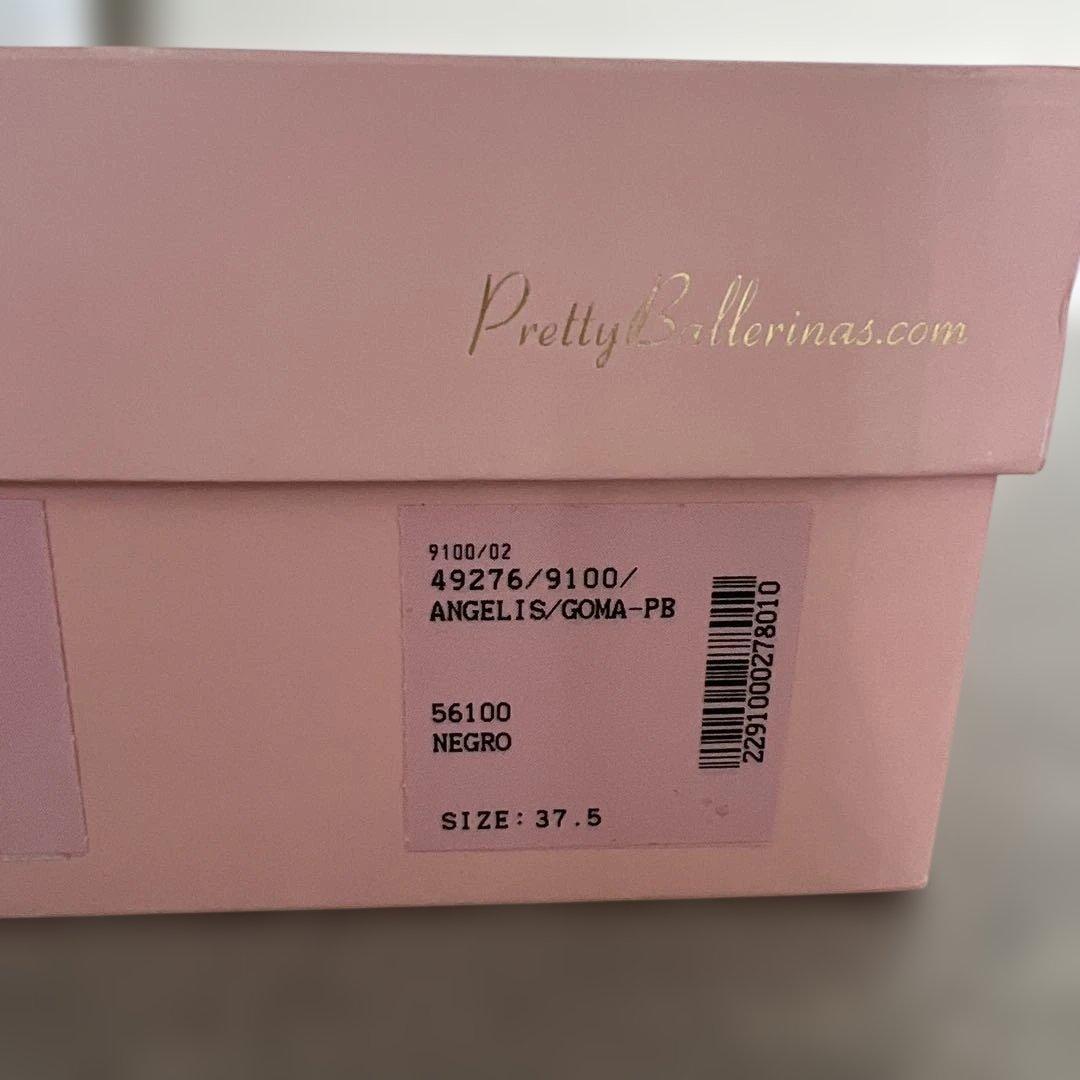 PrettyBallerinas.com
9100/02
49276/9100/
ANGELIS/GOMA-PB
56100
NEGRO
SIZE: 37.5
2291000278010